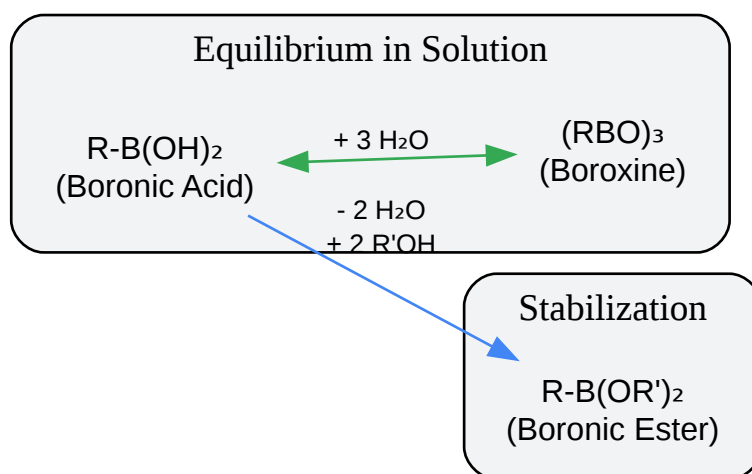 Equilibrium in Solution
R-B(OH)₂
(Boronic Acid)
+ 3 H₂O
(RBO)₃
(Boroxine)
- 2 H₂O
+ 2 R'OH
Stabilization
R-B(OR')₂
(Boronic Ester)